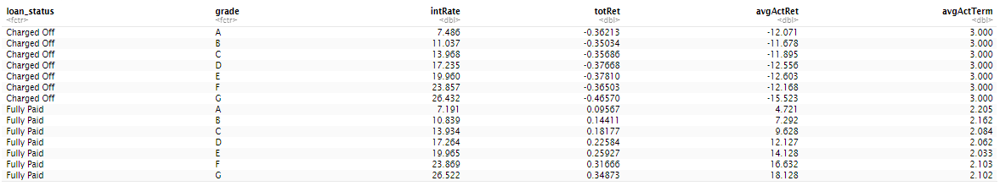 loan_status grade intRate totRet avgActRet avgActTerm
<fctr> <fctr> <dbl> <dbl> <dbl> <dbl>
Charged Off A 7.486 -0.36213 -12.071 3.000
Charged Off B 11.037 -0.35034 -11.678 3.000
Charged Off C 13.968 -0.35686 -11.895 3.000
Charged Off D 17.235 -0.37668 -12.556 3.000
Charged Off E 19.960 -0.37810 -12.603 3.000
Charged Off F 23.857 -0.36503 -12.168 3.000
Charged Off G 26.432 -0.46570 -15.523 3.000
Fully Paid A 7.191 0.09567 4.721 2.205
Fully Paid B 10.839 0.14411 7.292 2.162
Fully Paid C 13.934 0.18177 9.628 2.084
Fully Paid D 17.264 0.22584 12.127 2.062
Fully Paid E 19.965 0.25927 14.128 2.033
Fully Paid F 23.869 0.31666 16.632 2.103
Fully Paid G 26.522 0.34873 18.128 2.102